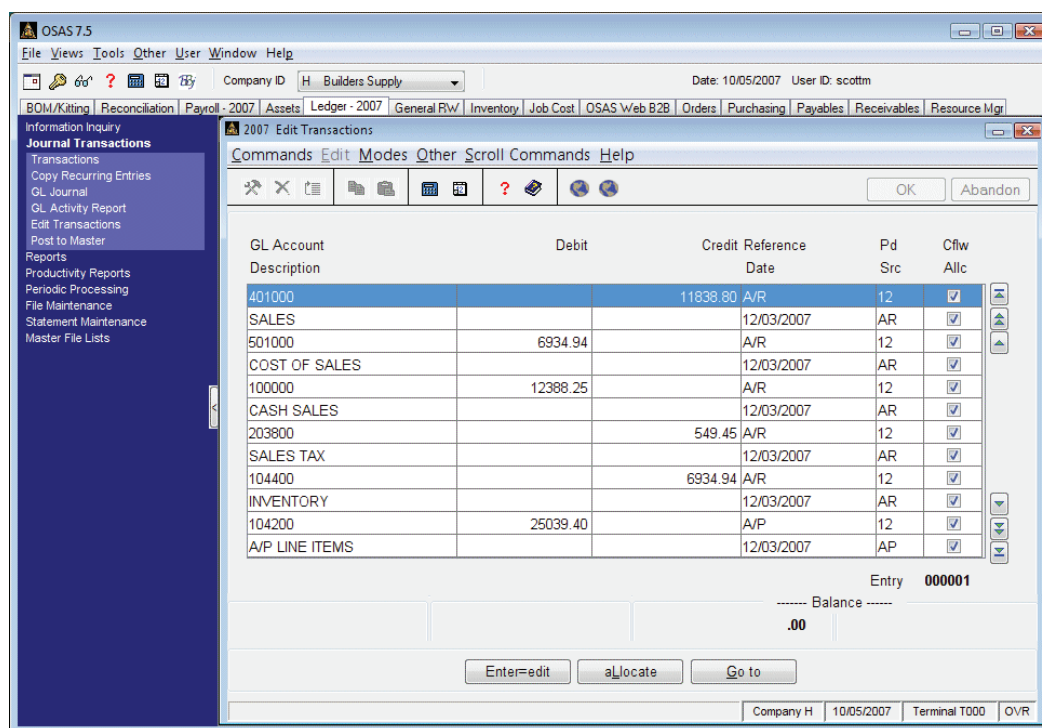 OSAS 7.5
File Views Tools Other User Window Help
Company ID H Builders Supply Date: 10/05/2007 User ID: scottm
BOM/Kitting Reconciliation Payroll - 2007 Assets Ledger - 2007 General RW Inventory Job Cost OSAS Web B2B Orders Purchasing Payables Receivables Resource Mgr
Information Inquiry
Journal Transactions
Transactions
Copy Recurring Entries
GL Journal
GL Activity Report
Edit Transactions
Post to Master
Reports
Productivity Reports
Periodic Processing
File Maintenance
Statement Maintenance
Master File Lists
2007 Edit Transactions
Commands Edit Modes Other Scroll Commands Help
OK Abandon
GL Account Debit Credit Reference Pd Cflw
Description Date Src Allc
401000 11838.80 A/R 12
SALES 12/03/2007 AR
501000 6934.94 A/R 12
COST OF SALES 12/03/2007 AR
100000 12388.25 A/R 12
CASH SALES 12/03/2007 AR
203800 549.45 A/R 12
SALES TAX 12/03/2007 AR
104400 6934.94 A/R 12
INVENTORY 12/03/2007 AR
104200 25039.40 A/P 12
A/P LINE ITEMS 12/03/2007 AP
Entry 000001
------- Balance ------
.00
Enter=edit aLlocate Go to
Company H 10/05/2007 Terminal T000 OVR